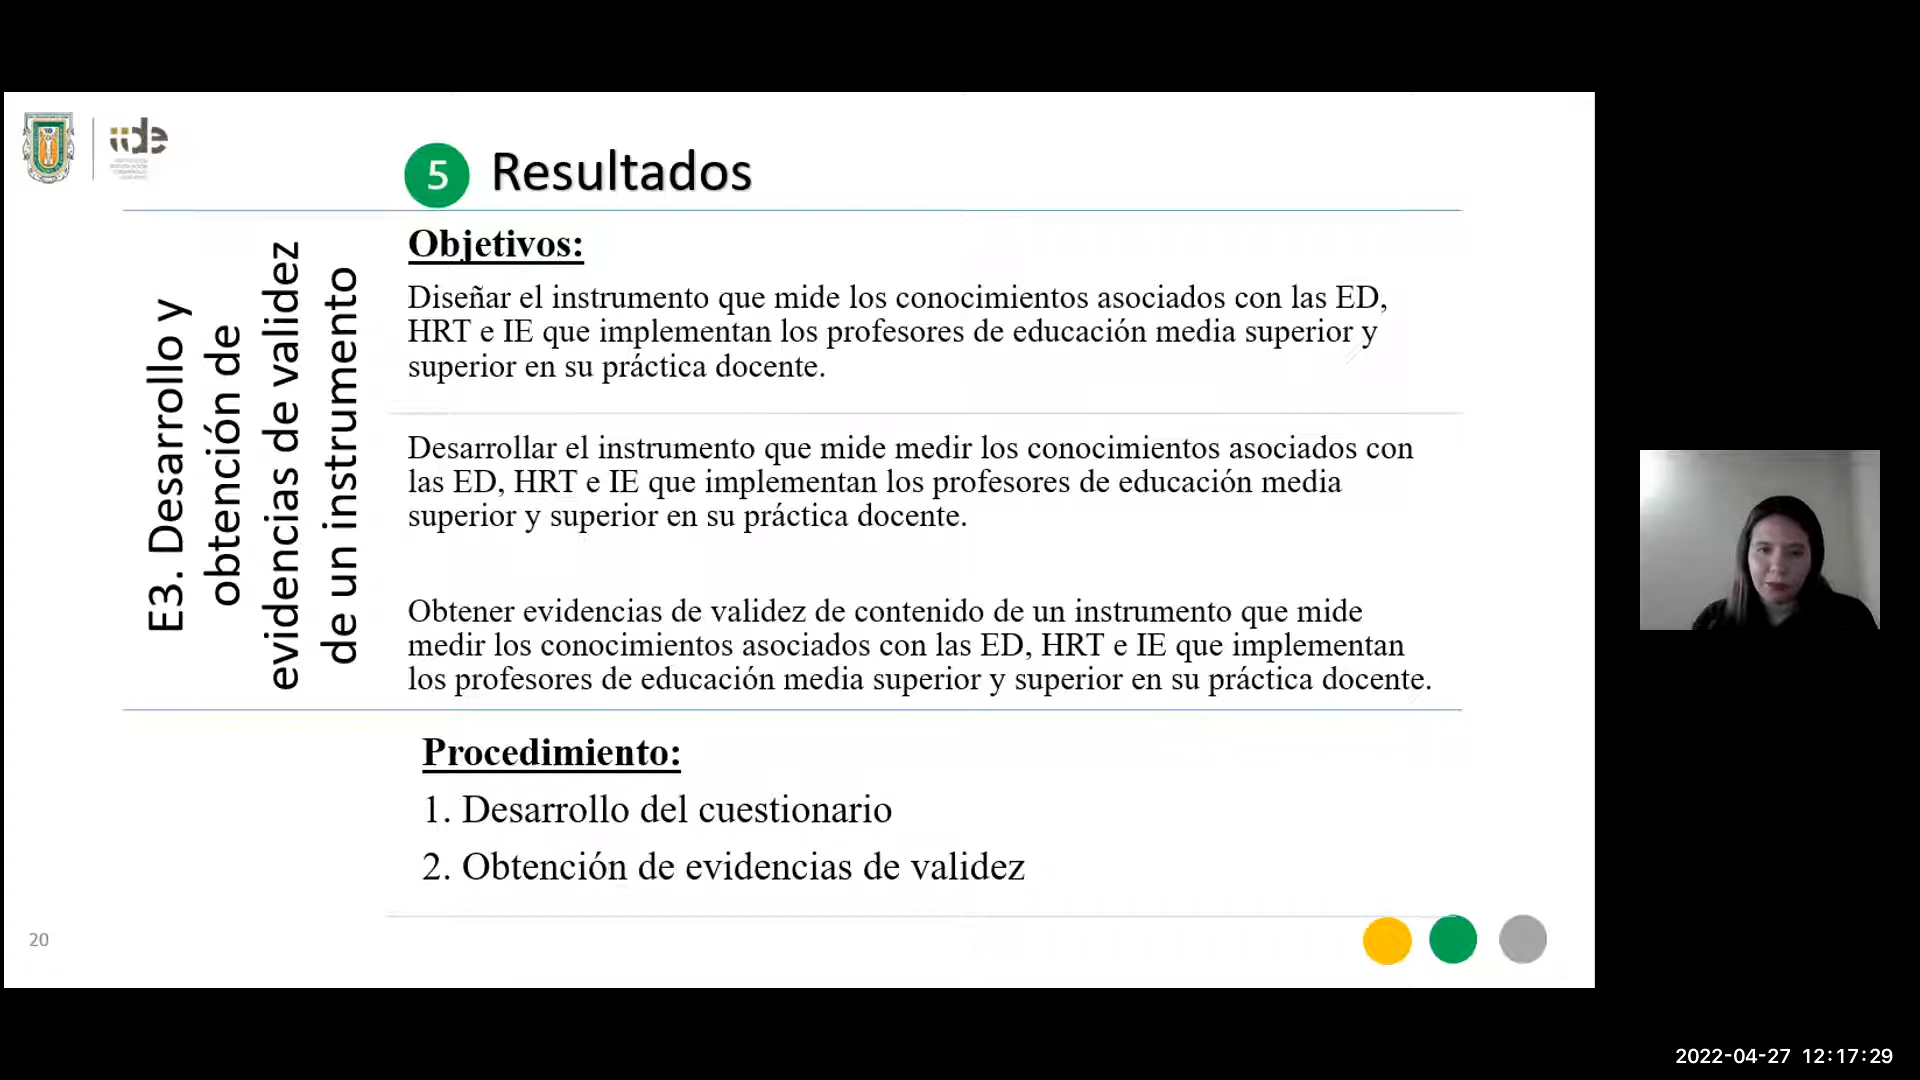 iide
5 Resultados
E3. Desarrollo y
obtención de
evidencias de validez
de un instrumento
Objetivos:
Diseñar el instrumento que mide los conocimientos asociados con las ED,
HRT e IE que implementan los profesores de educación media superior y
superior en su práctica docente.
Desarrollar el instrumento que mide medir los conocimientos asociados con
las ED, HRT e IE que implementan los profesores de educación media
superior y superior en su práctica docente.
Obtener evidencias de validez de contenido de un instrumento que mide
medir los conocimientos asociados con las ED, HRT e IE que implementan
los profesores de educación media superior y superior en su práctica docente.
Procedimiento:
1. Desarrollo del cuestionario
2. Obtención de evidencias de validez
20
2022-04-27 12:17:29